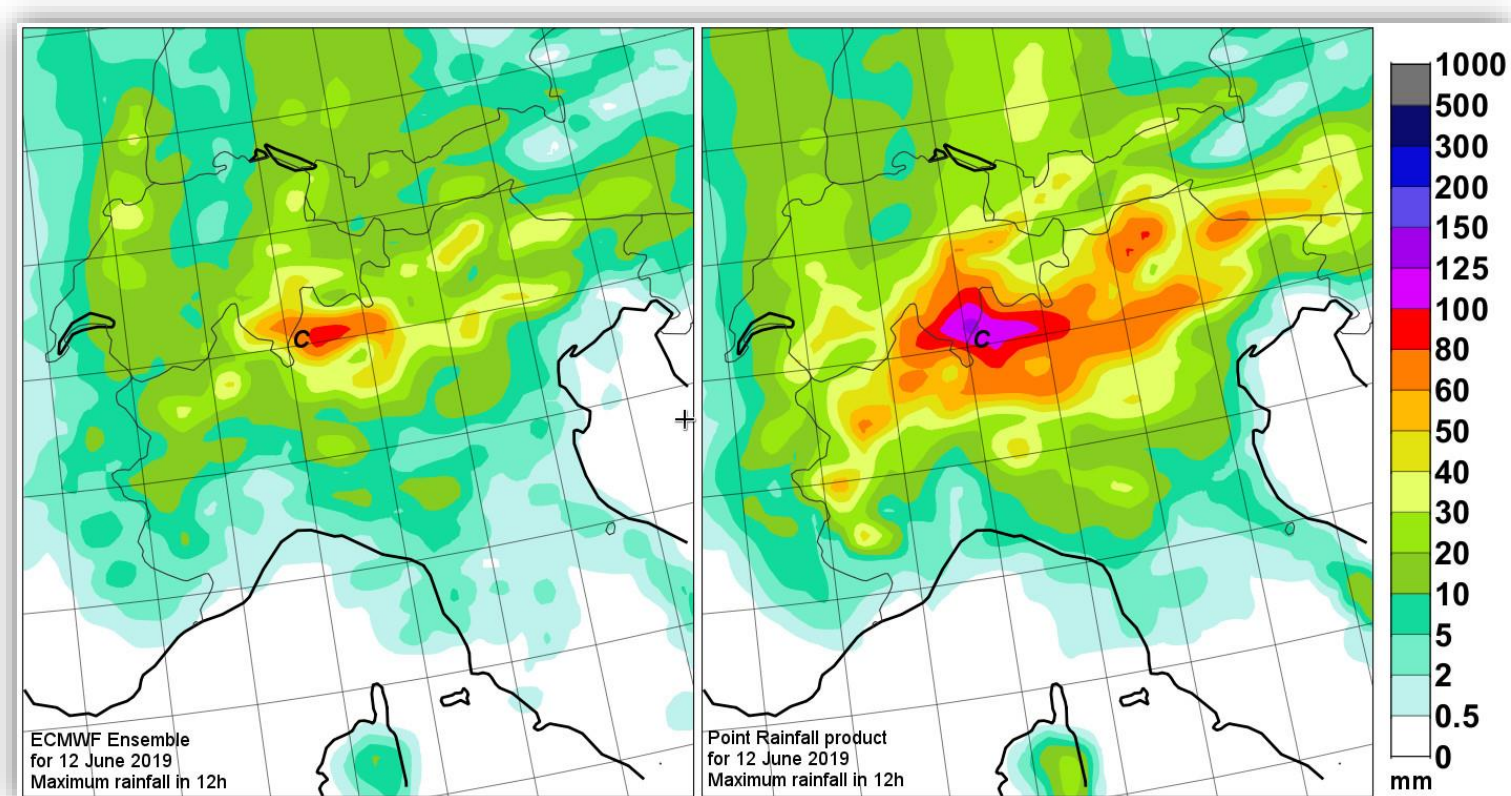 C
ECMWF Ensemble
for 12 June 2019
Maximum rainfall in 12h
C
Point Rainfall product
for 12 June 2019
Maximum rainfall in 12h
1000
500
300
200
150
125
100
80
60
50
40
30
20
10
5
2
0.5
0
mm